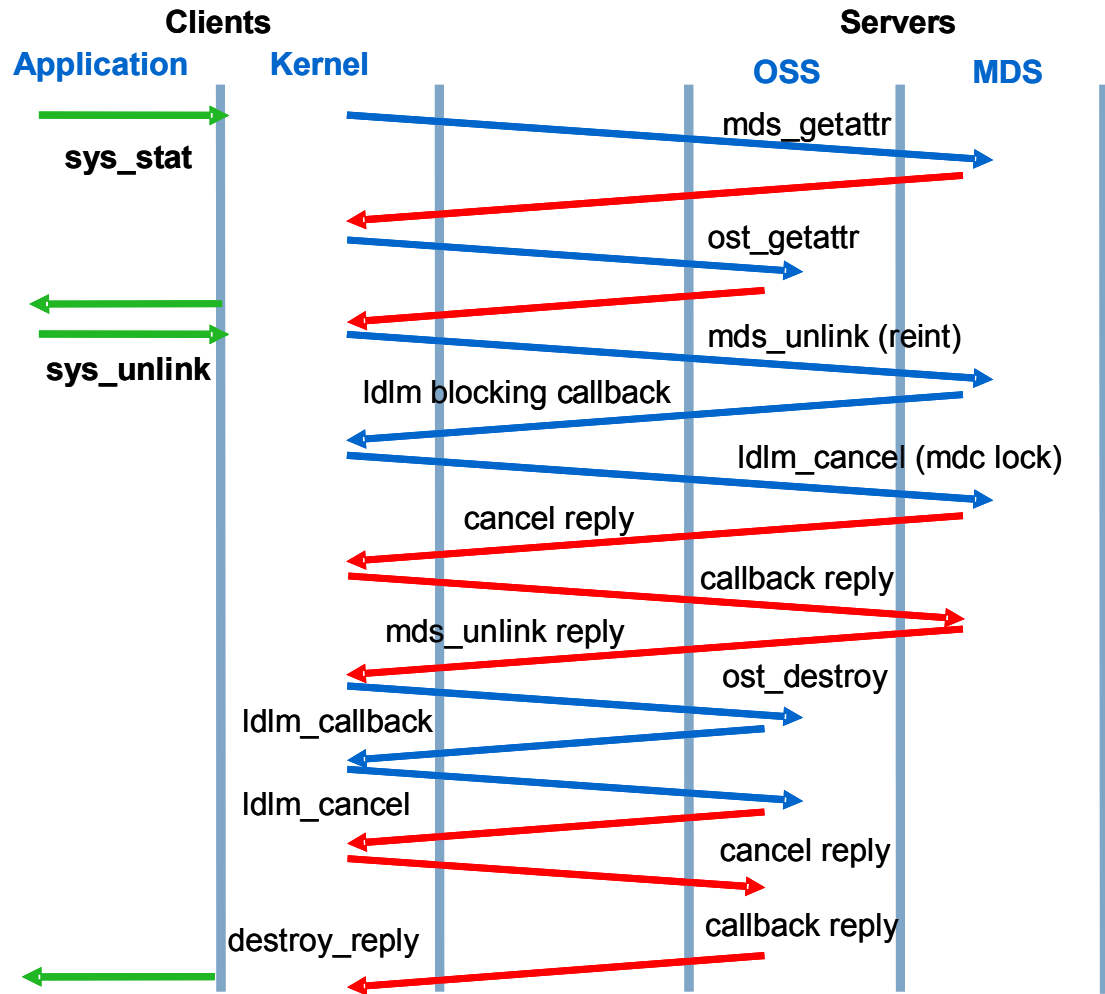 Clients
Servers
Application
Kernel
OSS
MDS
mds_getattr
sys_stat
ost_getattr
mds_unlink (reint)
sys_unlink
ldlm blocking callback
ldlm_cancel (mdc lock)
cancel reply
callback reply
mds_unlink reply
ost_destroy
ldlm_callback
ldlm_cancel
cancel reply
callback reply
destroy_reply